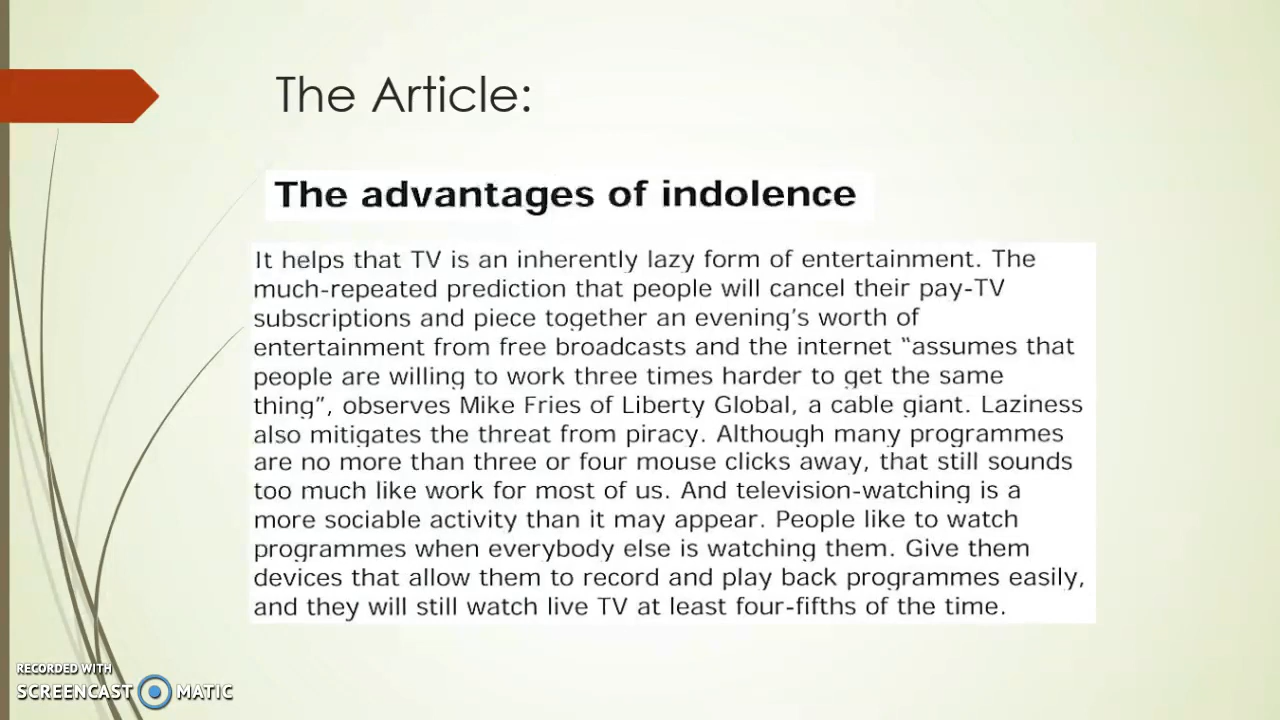 The Article:
The advantages of indolence
It helps that TV is an inherently lazy form of entertainment. The
much-repeated prediction that people will cancel their pay-TV
subscriptions and piece together an evening's worth of
entertainment from free broadcasts and the internet "assumes that
people are willing to work three times harder to get the same
thing", observes Mike Fries of Liberty Global, a cable giant. Laziness
also mitigates the threat from piracy. Although many programmes
are no more than three or four mouse clicks away, that still sounds
too much like work for most of us. And television-watching is a
more sociable activity than it may appear. People like to watch
programmes when everybody else is watching them. Give them
devices that allow them to record and play back programmes easily,
and they will still watch live TV at least four-fifths of the time.
RECORDED WITH
SCREENCAST MATIC